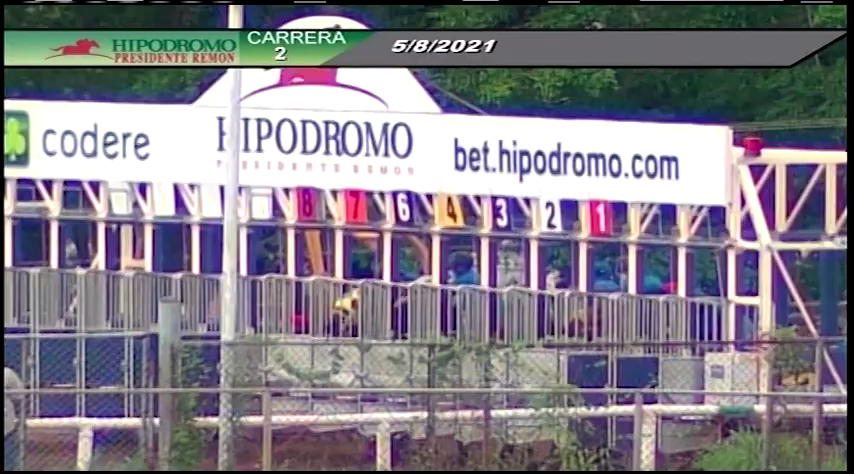 HIPODROMO
PRESIDENTE REMON
CARRERA
2
5/8/2021
codere
HIPODROMO
PRESIDENTE REMON
bet.hipodromo.com
8 7 6 4 3 2 1